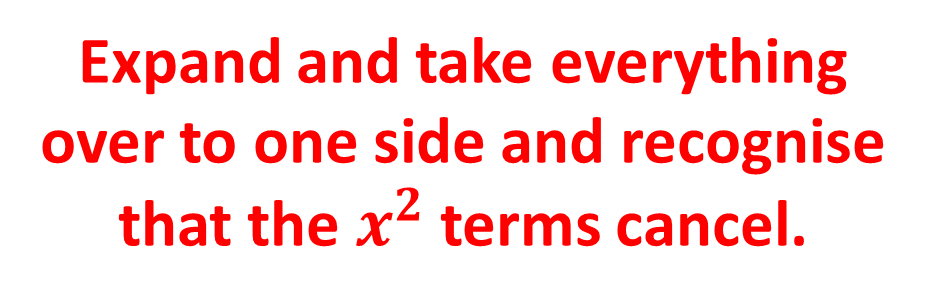 Expand and take everything
over to one side and recognise
that the x² terms cancel.